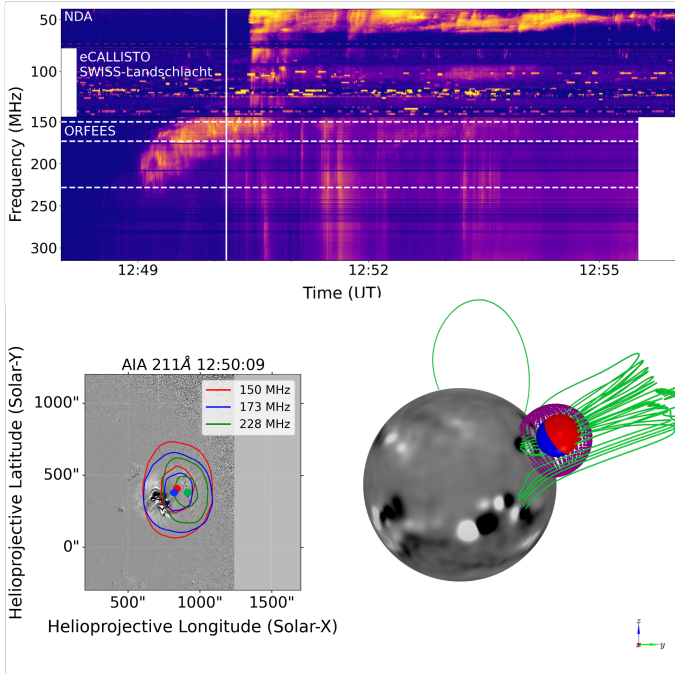 NDA
eCALLISTO
SWISS-Landschlacht
ORFEES
50
100
150
200
250
300
Frequency (MHz)
12:49
12:52
12:55
Time (UT)
AIA 211Å 12:50:09
150 MHz
173 MHz
228 MHz
1000"
500"
0"
Helioprojective Latitude (Solar-Y)
500"
1000"
1500"
Helioprojective Longitude (Solar-X)
z
x
y